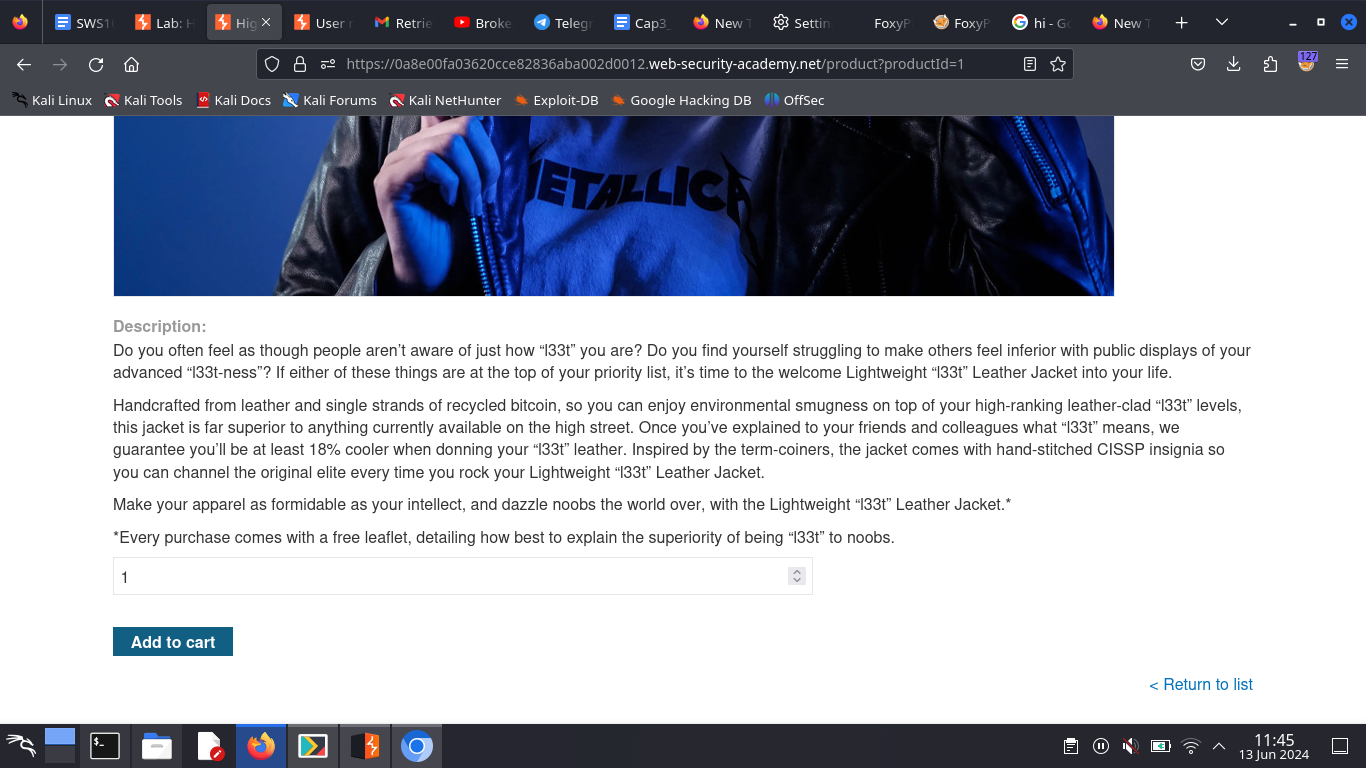 SWS1
Lab: H
Hig
User
Retrie
Broke
Telegr
Cap3_
New T
Settin
FoxyP
FoxyP
hi - Go
New T
https://0a8e00fa03620cce82836aba002d0012.web-security-academy.net/product?productId=1
127
Kali Linux
Kali Tools
Kali Docs
Kali Forums
Kali NetHunter
Exploit-DB
Google Hacking DB
OffSec
METALLICA
Description:
Do you often feel as though people aren’t aware of just how “l33t” you are? Do you find yourself struggling to make others feel inferior with public displays of your
advanced “l33t-ness”? If either of these things are at the top of your priority list, it’s time to the welcome Lightweight “l33t” Leather Jacket into your life.
Handcrafted from leather and single strands of recycled bitcoin, so you can enjoy environmental smugness on top of your high-ranking leather-clad “l33t” levels,
this jacket is far superior to anything currently available on the high street. Once you’ve explained to your friends and colleagues what “l33t” means, we
guarantee you’ll be at least 18% cooler when donning your “l33t” leather. Inspired by the term-coiners, the jacket comes with hand-stitched CISSP insignia so
you can channel the original elite every time you rock your Lightweight “l33t” Leather Jacket.
Make your apparel as formidable as your intellect, and dazzle noobs the world over, with the Lightweight “l33t” Leather Jacket.*
*Every purchase comes with a free leaflet, detailing how best to explain the superiority of being “l33t” to noobs.
1
Add to cart
< Return to list
11:45
13 Jun 2024